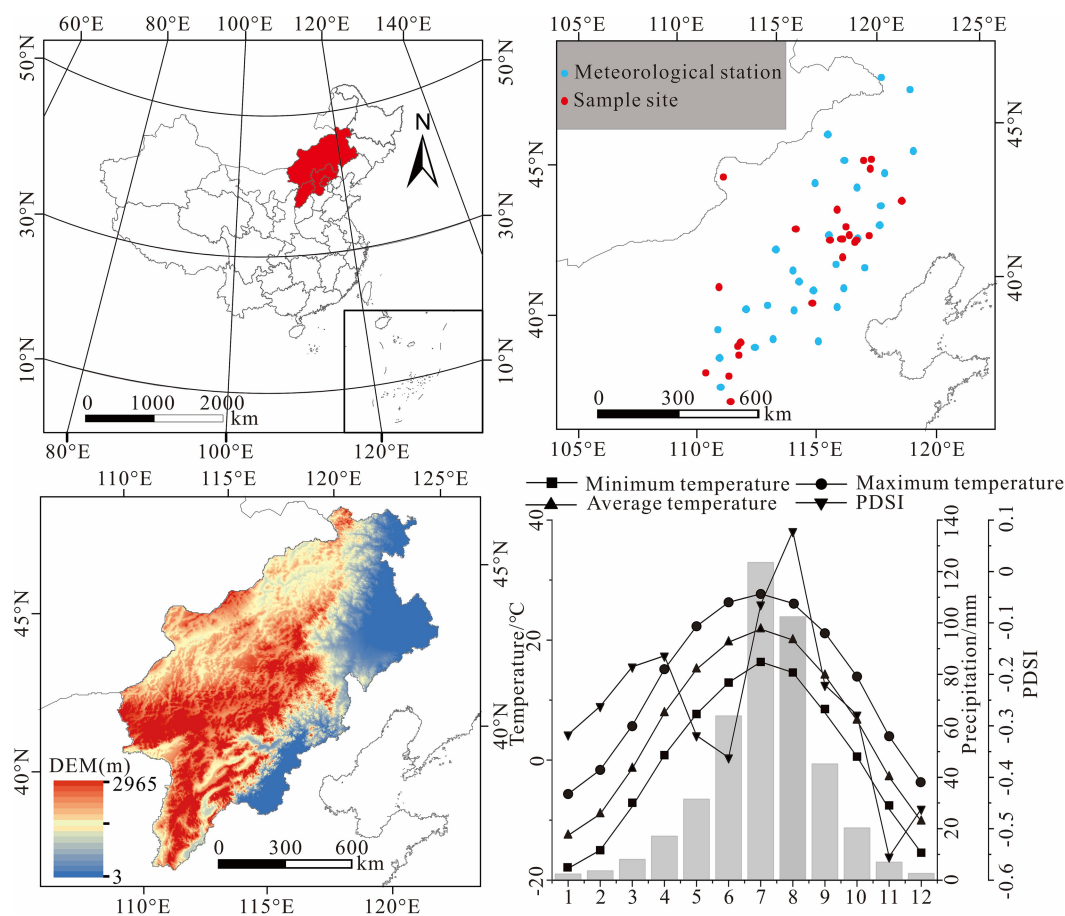 60°E 80°E 100°E 120°E 140°E
50°N 50°N
N
30°N 30°N
10°N 10°N
0 1000 2000
km
80°E 100°E 120°E
105°E 110°E 115°E 120°E
Meteorological station
Sample site
45°N 45°N
40°N 40°N
0 300 600
km
105°E 110°E 115°E 120°E
110°E 115°E 120°E 125°E
45°N 45°N
40°N 40°N
DEM(m)
2965
3
0 300 600
km
110°E 115°E 120°E
Minimum temperature Maximum temperature
Average temperature PDSI
Temperature/°C
40
20
0
-20
Precipitation/mm
140
120
100
80
60
40
20
0
PDSI
0.1
0
-0.1
-0.2
-0.3
-0.4
-0.5
-0.6
1 2 3 4 5 6 7 8 9 10 11 12